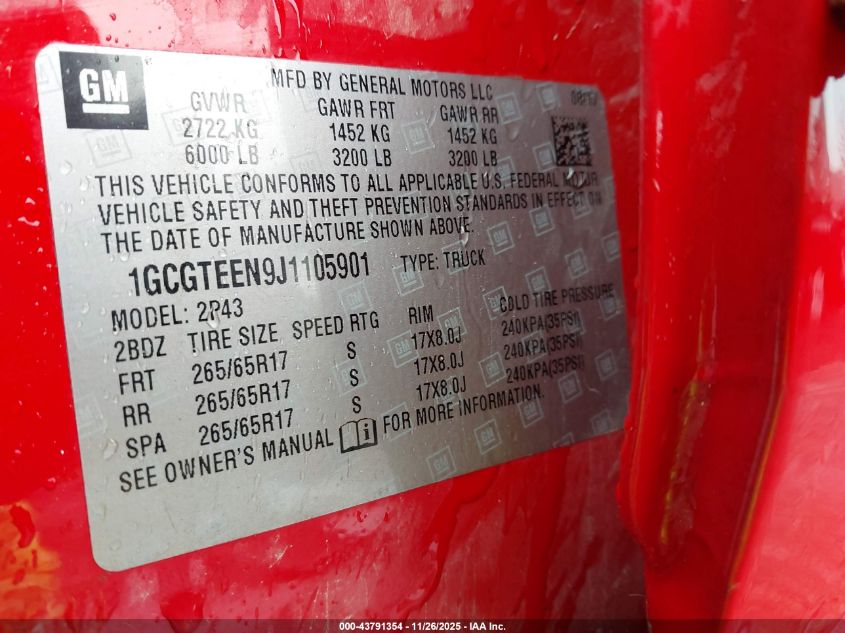 GM
MFD BY GENERAL MOTORS LLC
GVWR GAWR FRT GAWR RR
2722 KG 1452 KG 1452 KG
6000 LB 3200 LB 3200 LB
THIS VEHICLE CONFORMS TO ALL APPLICABLE U.S. FEDERAL MOTOR
VEHICLE SAFETY AND THEFT PREVENTION STANDARDS IN EFFECT ON
THE DATE OF MANUFACTURE SHOWN ABOVE.
1GCGTEEN9J1105901 TYPE: TRUCK
MODEL: 2P43
2BDZ TIRE SIZE SPEED RTG RIM COLD TIRE PRESSURE
FRT 265/65R17 S 17X8.0J 240KPA(35PSI)
RR 265/65R17 S 17X8.0J 240KPA(35PSI)
SPA 265/65R17 S 17X8.0J 240KPA(35PSI)
SEE OWNER'S MANUAL FOR MORE INFORMATION.
000-43791354 | 11/26/2025 | IAA Inc.